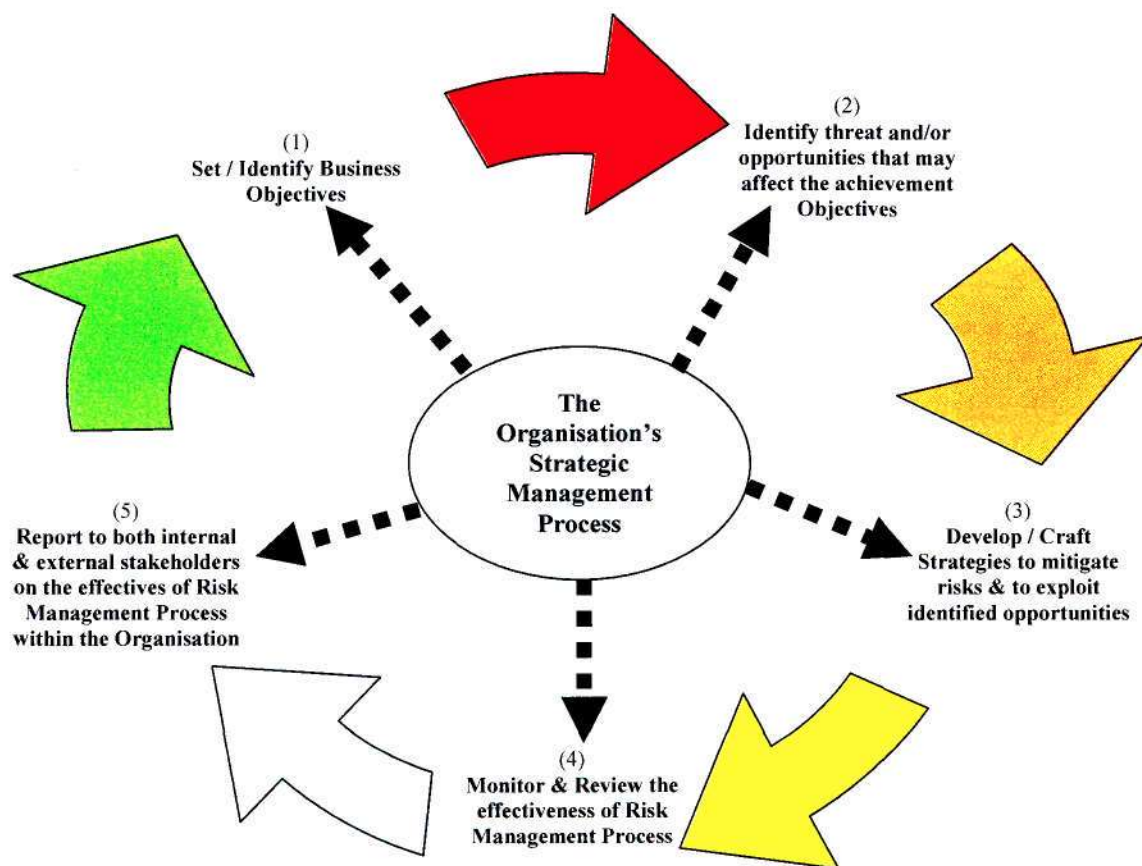 (1)
Set / Identify Business
Objectives
(2)
Identify threat and/or
opportunities that may
affect the achievement
Objectives
The
Organisation's
Strategic
Management
Process
(3)
Develop / Craft
Strategies to mitigate
risks & to exploit
identified opportunities
(4)
Monitor & Review the
effectiveness of Risk
Management Process
(5)
Report to both internal
& external stakeholders
on the effectives of Risk
Management Process
within the Organisation